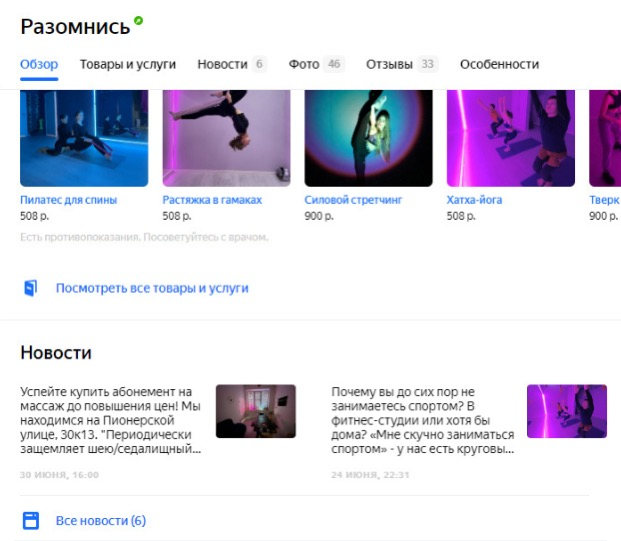 Разомнись
Обзор Товары и услуги Новости 6 Фото 46 Отзывы 33 Особенности
Пилатес для спины Растяжка в гамаках Силовой стретчинг Хатха-йога Тверк
508 р. 508 р. 900 р. 508 р. 900 р.
Есть противопоказания. Посоветуйтесь с врачом.
Посмотреть все товары и услуги
Новости
Успейте купить абонемент на
массаж до повышения цен! Мы
находимся на Пионерской
улице, 30к13. "Периодически
защемляет шею/седалищный...
30 ИЮНЯ, 16:00
Почему вы до сих пор не
занимаетесь спортом? В
фитнес-студии или хотя бы
дома? «Мне скучно заниматься
спортом» - у нас есть круговы...
24 ИЮНЯ, 22:31
Все новости (6)